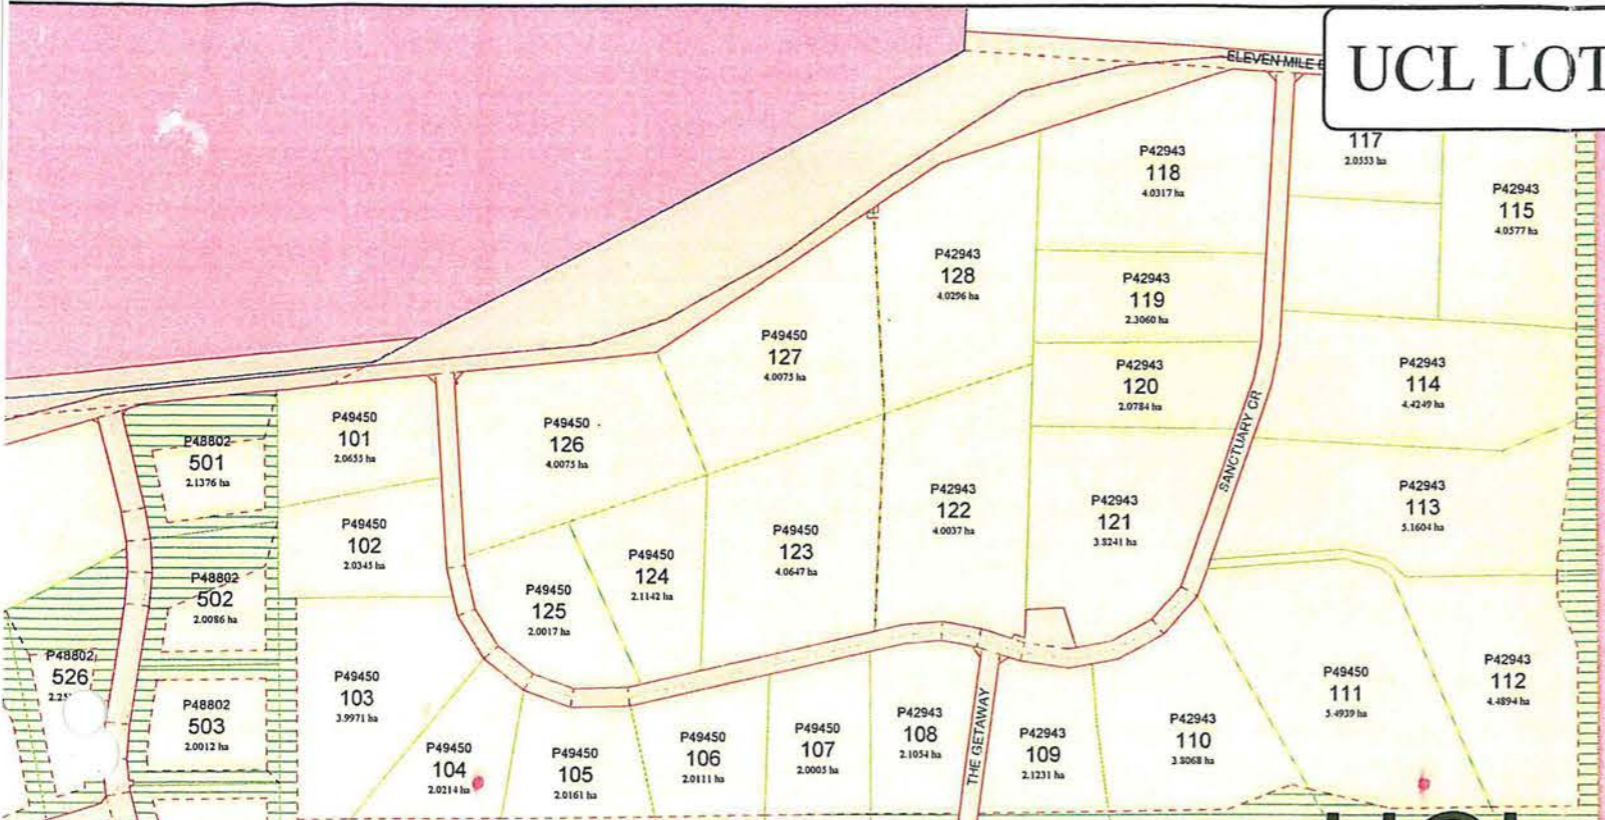 UCL LOT
ELEVEN MILE
117
2.0553 ha
P42943
118
4.0317 ha
P42943
115
4.0577 ha
P42943
128
4.0296 ha
P42943
119
2.3060 ha
P49450
127
4.0075 ha
P42943
120
2.0784 ha
P42943
114
4.4249 ha
SANCTUARY CR
P49450
101
2.0655 ha
P49450
126
4.0075 ha
P48802
501
2.1376 ha
P42943
122
4.0037 ha
P42943
121
3.8241 ha
P42943
113
5.1604 ha
P49450
102
2.0345 ha
P49450
123
4.0647 ha
P49450
124
2.1142 ha
P48802
502
2.0086 ha
P49450
125
2.0017 ha
P48802
526
P49450
103
3.9971 ha
P49450
111
5.4939 ha
P42943
112
4.4894 ha
P48802
503
2.0012 ha
P42943
108
2.1054 ha
THE GETAWAY
P42943
109
2.1231 ha
P42943
110
3.8068 ha
P49450
104
2.0214 ha
P49450
105
2.0161 ha
P49450
106
2.0111 ha
P49450
107
2.0005 ha